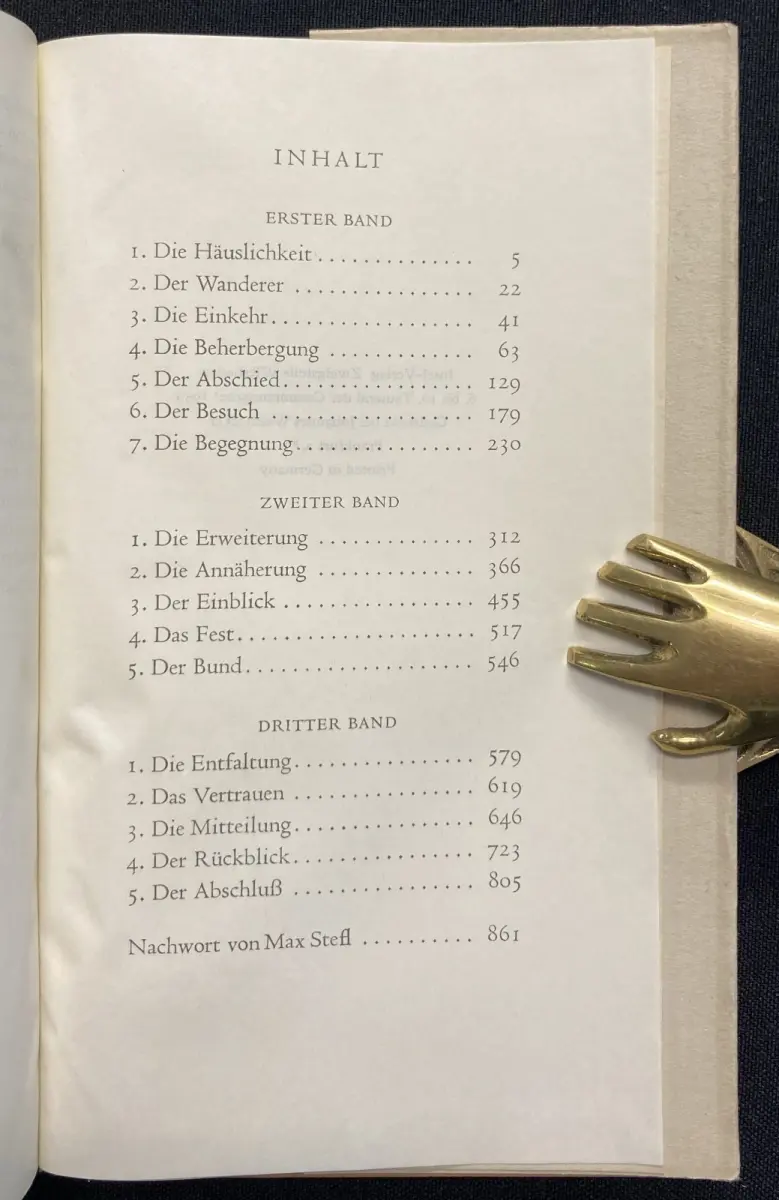 INHALT
ERSTER BAND
1. Die Häuslichkeit . . . . . . . . . . . . . . 5
2. Der Wanderer . . . . . . . . . . . . . . . . 22
3. Die Einkehr. . . . . . . . . . . . . . . . . . 41
4. Die Beherbergung . . . . . . . . . . . . . 63
5. Der Abschied. . . . . . . . . . . . . . . . . 129
6. Der Besuch . . . . . . . . . . . . . . . . . . 179
7. Die Begegnung. . . . . . . . . . . . . . . . 230
ZWEITER BAND
1. Die Erweiterung . . . . . . . . . . . . . . 312
2. Die Annäherung . . . . . . . . . . . . . . 366
3. Der Einblick . . . . . . . . . . . . . . . . . 455
4. Das Fest. . . . . . . . . . . . . . . . . . . . . 517
5. Der Bund. . . . . . . . . . . . . . . . . . . . 546
DRITTER BAND
1. Die Entfaltung. . . . . . . . . . . . . . . . 579
2. Das Vertrauen . . . . . . . . . . . . . . . . 619
3. Die Mitteilung. . . . . . . . . . . . . . . . 646
4. Der Rückblick. . . . . . . . . . . . . . . . 723
5. Der Abschluß . . . . . . . . . . . . . . . . 805
Nachwort von Max Stefl . . . . . . . . . . 861